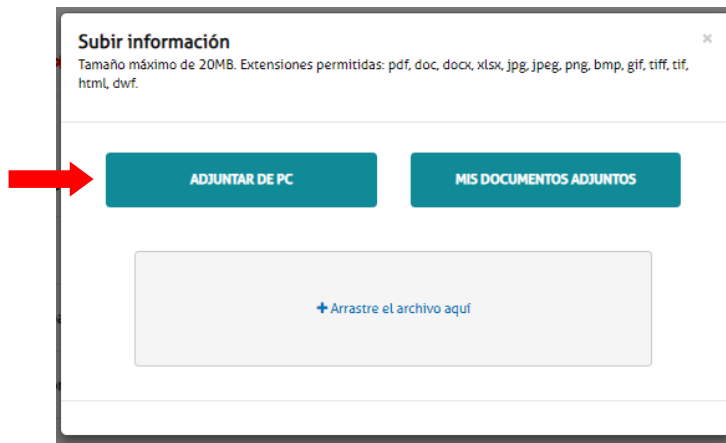 Subir información
×
Tamaño máximo de 20MB. Extensiones permitidas: pdf, doc, docx, xlsx, jpg, jpeg, png, bmp, gif, tiff, tif,
html, dwf.
ADJUNTAR DE PC
MIS DOCUMENTOS ADJUNTOS
+ Arrastre el archivo aquí